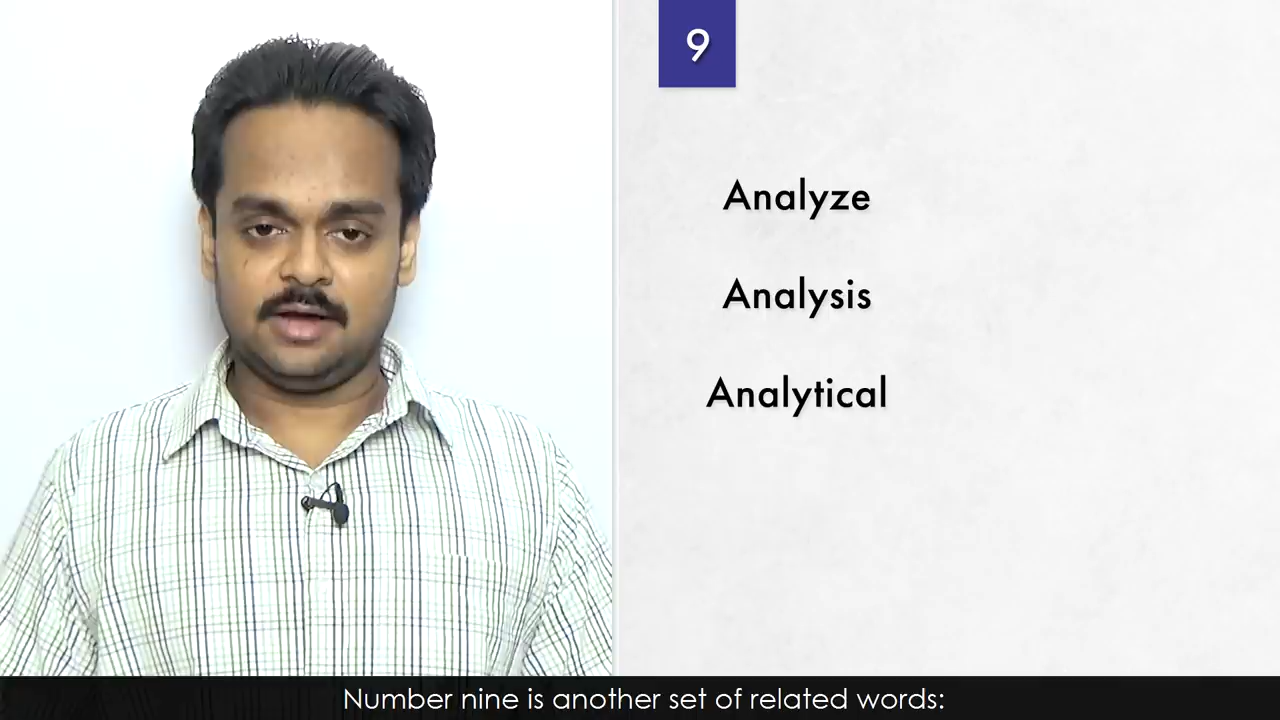 9
Analyze
Analysis
Analytical
Number nine is another set of related words: